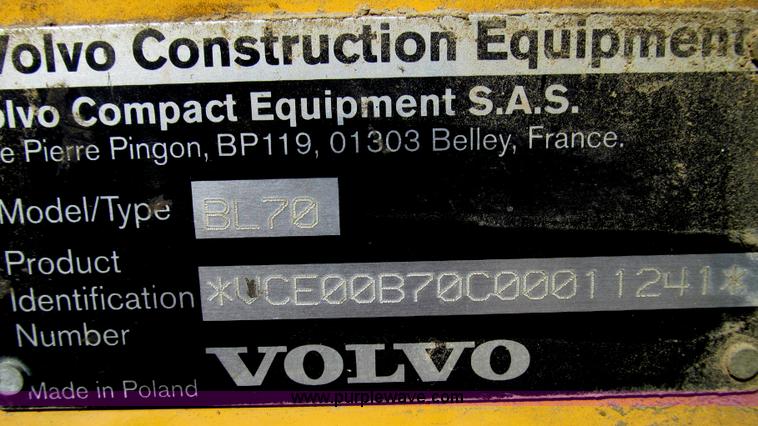 Volvo Construction Equipment
olvo Compact Equipment S.A.S.
e Pierre Pingon, BP119, 01303 Belley, France.
Model/Type BL70
Product
Identification
Number
*VCE00B70C00011241*
VOLVO
Made in Poland
www.purplewave.com